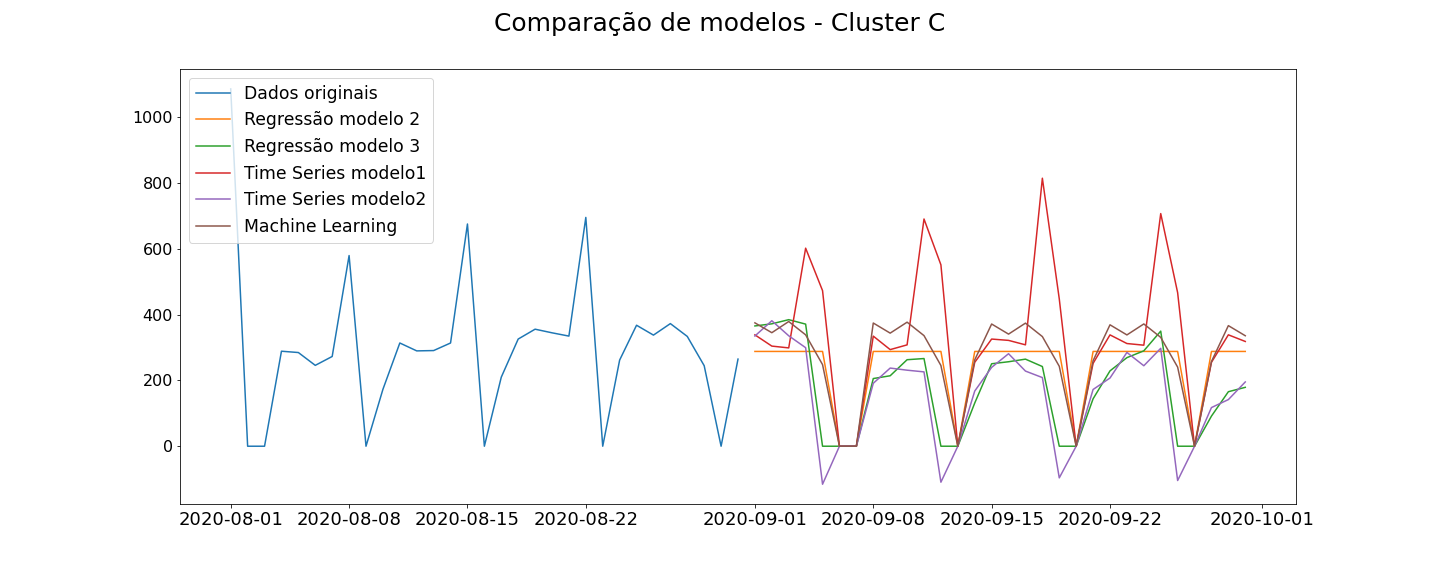 Comparação de modelos - Cluster C
Dados originais
Regressão modelo 2
Regressão modelo 3
Time Series modelo1
Time Series modelo2
Machine Learning
1000
800
600
400
200
0
2020-08-01 2020-08-08 2020-08-15 2020-08-22 2020-09-01 2020-09-08 2020-09-15 2020-09-22 2020-10-01